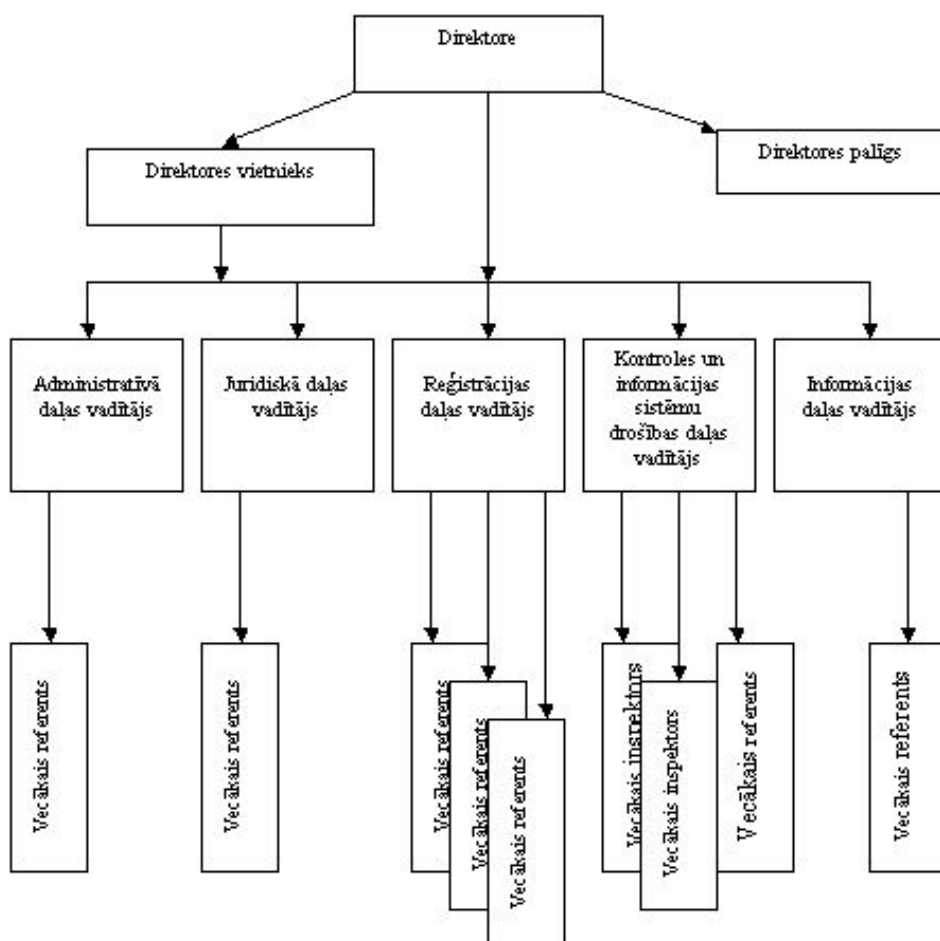 Direktore
Direktores vietnieks
Direktores palīgs
Administratīvā
daļas vadītājs
Juridiskā daļas
vadītājs
Reģistrācijas
daļas vadītājs
Kontroles un
informācijas
sistēmu
drošības daļas
vadītājs
Informācijas
daļas vadītājs
Vecākais referents
Vecākais referents
Vecākais referents
Vecākais referents
Vecākais referents
Vecākais inspektors
Vecākais inspektors
Vecākais referents
Vecākais referents